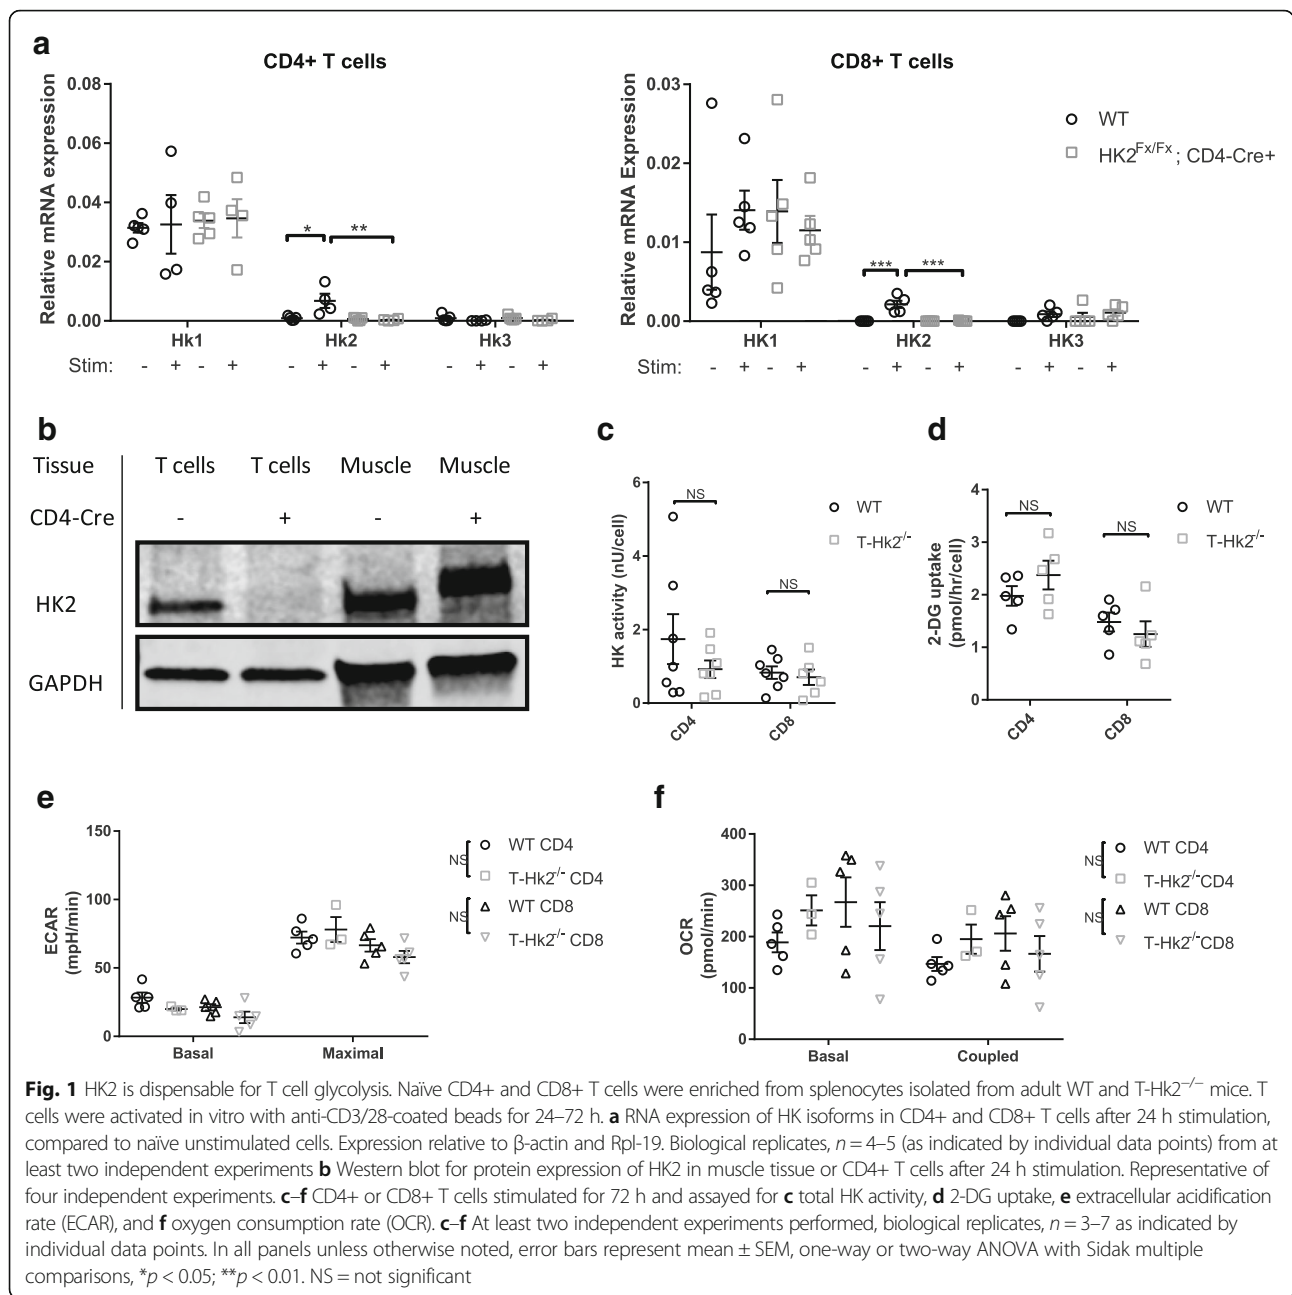 a
CD4+ T cells
CD8+ T cells
Relative mRNA expression
0.08
0.06
0.04
0.02
0.00
* **
Hk1 Hk2 Hk3
Stim: - + - + - + - + - + - +
Relative mRNA Expression
0.03
0.02
0.01
0.00
*** ***
HK1 HK2 HK3
Stim: - + - + - + - + - + - +
WT
HK2Fx/Fx; CD4-Cre+
b
Tissue T cells T cells Muscle Muscle
CD4-Cre - + - +
HK2
GAPDH
c
HK activity (nU/cell)
6
4
2
0
NS
NS
CD4 CD8
WT
T-Hk2-/-
d
2-DG uptake
(pmol/hr/cell)
4
3
2
1
0
NS
NS
CD4 CD8
WT
T-Hk2-/-
e
ECAR
(mpH/min)
150
100
50
0
Basal Maximal
NS
WT CD4
T-Hk2-/- CD4
NS
WT CD8
T-Hk2-/- CD8
f
OCR
(pmol/min)
400
300
200
100
0
Basal Coupled
NS
WT CD4
T-Hk2-/-CD4
NS
WT CD8
T-Hk2-/-CD8
Fig. 1 HK2 is dispensable for T cell glycolysis. Naïve CD4+ and CD8+ T cells were enriched from splenocytes isolated from adult WT and T-Hk2−/− mice. T
cells were activated in vitro with anti-CD3/28-coated beads for 24–72 h. a RNA expression of HK isoforms in CD4+ and CD8+ T cells after 24 h stimulation,
compared to naïve unstimulated cells. Expression relative to β-actin and Rpl-19. Biological replicates, n = 4–5 (as indicated by individual data points) from at
least two independent experiments b Western blot for protein expression of HK2 in muscle tissue or CD4+ T cells after 24 h stimulation. Representative of
four independent experiments. c–f CD4+ or CD8+ T cells stimulated for 72 h and assayed for c total HK activity, d 2-DG uptake, e extracellular acidification
rate (ECAR), and f oxygen consumption rate (OCR). c–f At least two independent experiments performed, biological replicates, n = 3–7 as indicated by
individual data points. In all panels unless otherwise noted, error bars represent mean ± SEM, one-way or two-way ANOVA with Sidak multiple
comparisons, *p < 0.05; **p < 0.01. NS = not significant